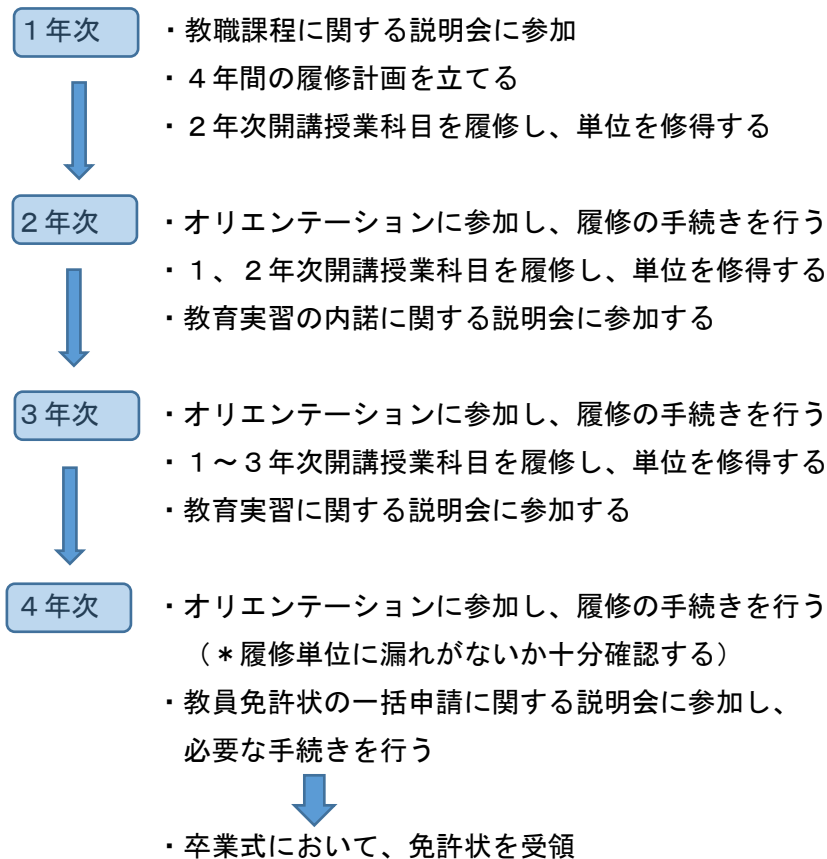 １年次
・教職課程に関する説明会に参加
・４年間の履修計画を立てる
・２年次開講授業科目を履修し、単位を修得する
２年次
・オリエンテーションに参加し、履修の手続きを行う
・１、２年次開講授業科目を履修し、単位を修得する
・教育実習の内諾に関する説明会に参加する
３年次
・オリエンテーションに参加し、履修の手続きを行う
・１～３年次開講授業科目を履修し、単位を修得する
・教育実習に関する説明会に参加する
４年次
・オリエンテーションに参加し、履修の手続きを行う
（＊履修単位に漏れがないか十分確認する）
・教員免許状の一括申請に関する説明会に参加し、
必要な手続きを行う
・卒業式において、免許状を受領